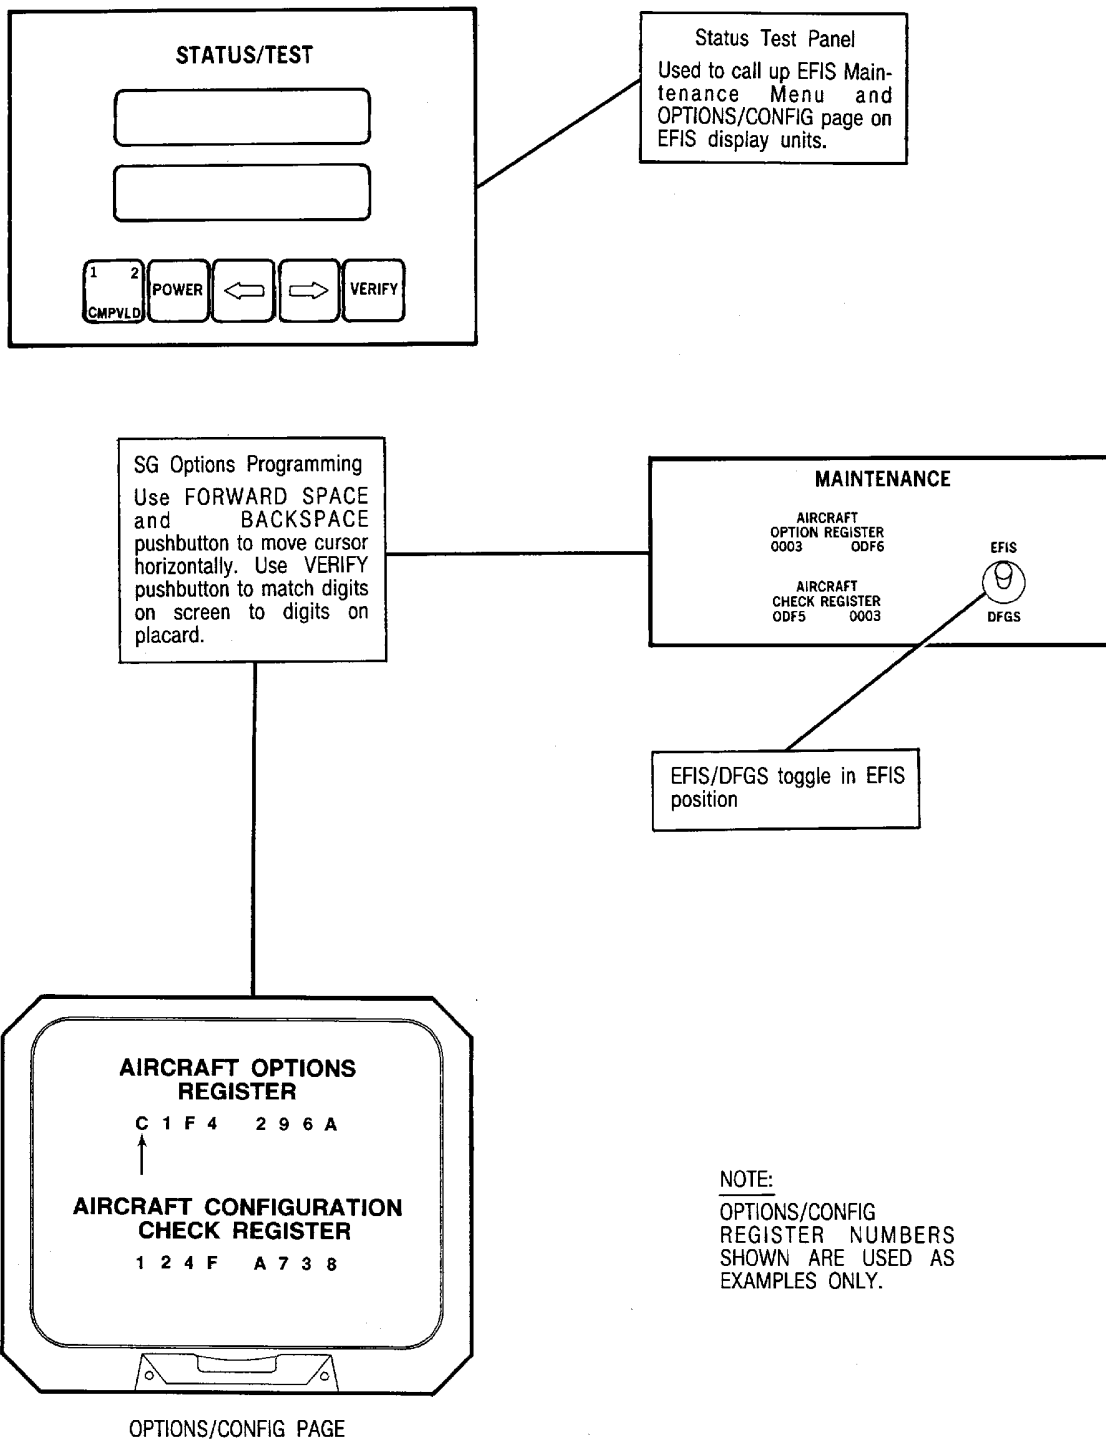 STATUS/TEST
1 2
CMPVLD
POWER
VERIFY
Status Test Panel
Used to call up EFIS Main-
tenance Menu and
OPTIONS/CONFIG page on
EFIS display units.
SG Options Programming
Use FORWARD SPACE
and BACKSPACE
pushbutton to move cursor
horizontally. Use VERIFY
pushbutton to match digits
on screen to digits on
placard.
MAINTENANCE
AIRCRAFT
OPTION REGISTER
0003 0DF6
AIRCRAFT
CHECK REGISTER
0DF5 0003
EFIS
DFGS
EFIS/DFGS toggle in EFIS
position
AIRCRAFT OPTIONS
REGISTER
C 1 F 4 2 9 6 A
AIRCRAFT CONFIGURATION
CHECK REGISTER
1 2 4 F A 7 3 8
OPTIONS/CONFIG PAGE
NOTE:
OPTIONS/CONFIG
REGISTER NUMBERS
SHOWN ARE USED AS
EXAMPLES ONLY.